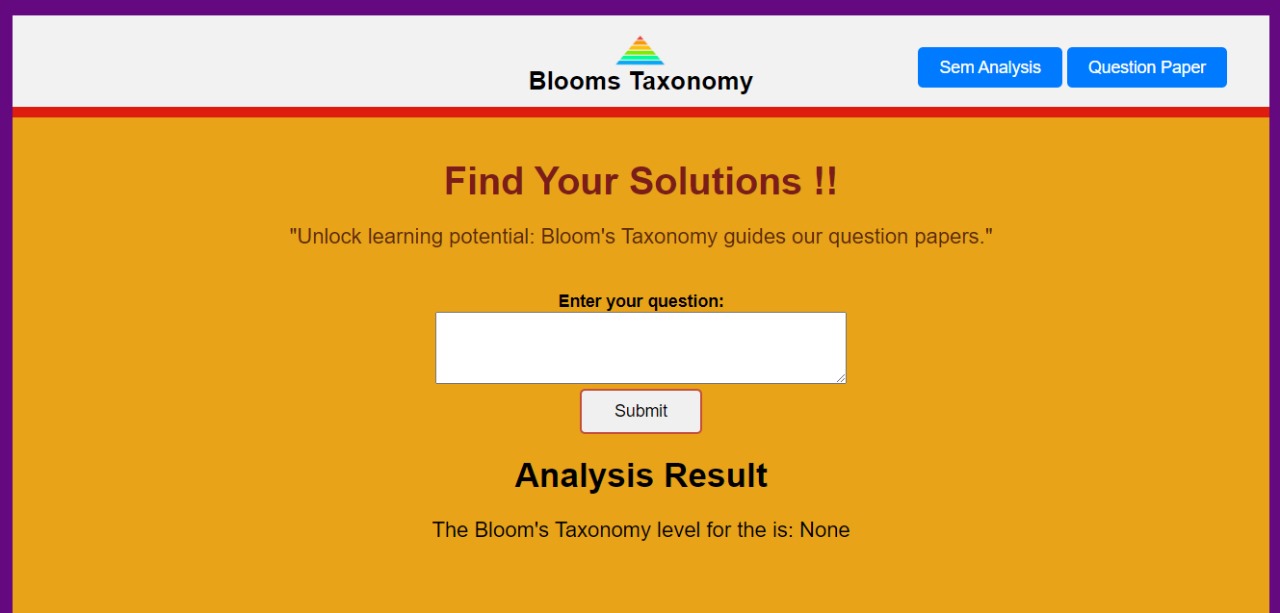 Blooms Taxonomy
Sem Analysis
Question Paper
Find Your Solutions !!
"Unlock learning potential: Bloom's Taxonomy guides our question papers."
Enter your question:
Submit
Analysis Result
The Bloom's Taxonomy level for the is: None